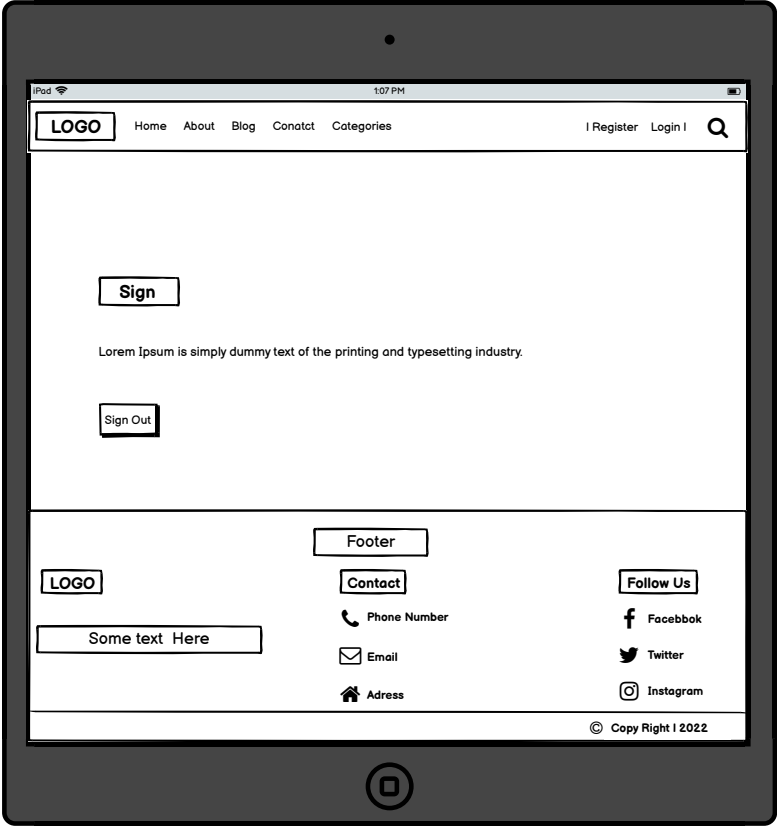 iPad 1:07 PM
LOGO Home About Blog Conatct Categories | Register Login |
Sign
Lorem Ipsum is simply dummy text of the printing and typesetting industry.
Sign Out
Footer
LOGO Contact Follow Us
Phone Number Facebbok
Some text Here
Email Twitter
Adress Instagram
© Copy Right | 2022